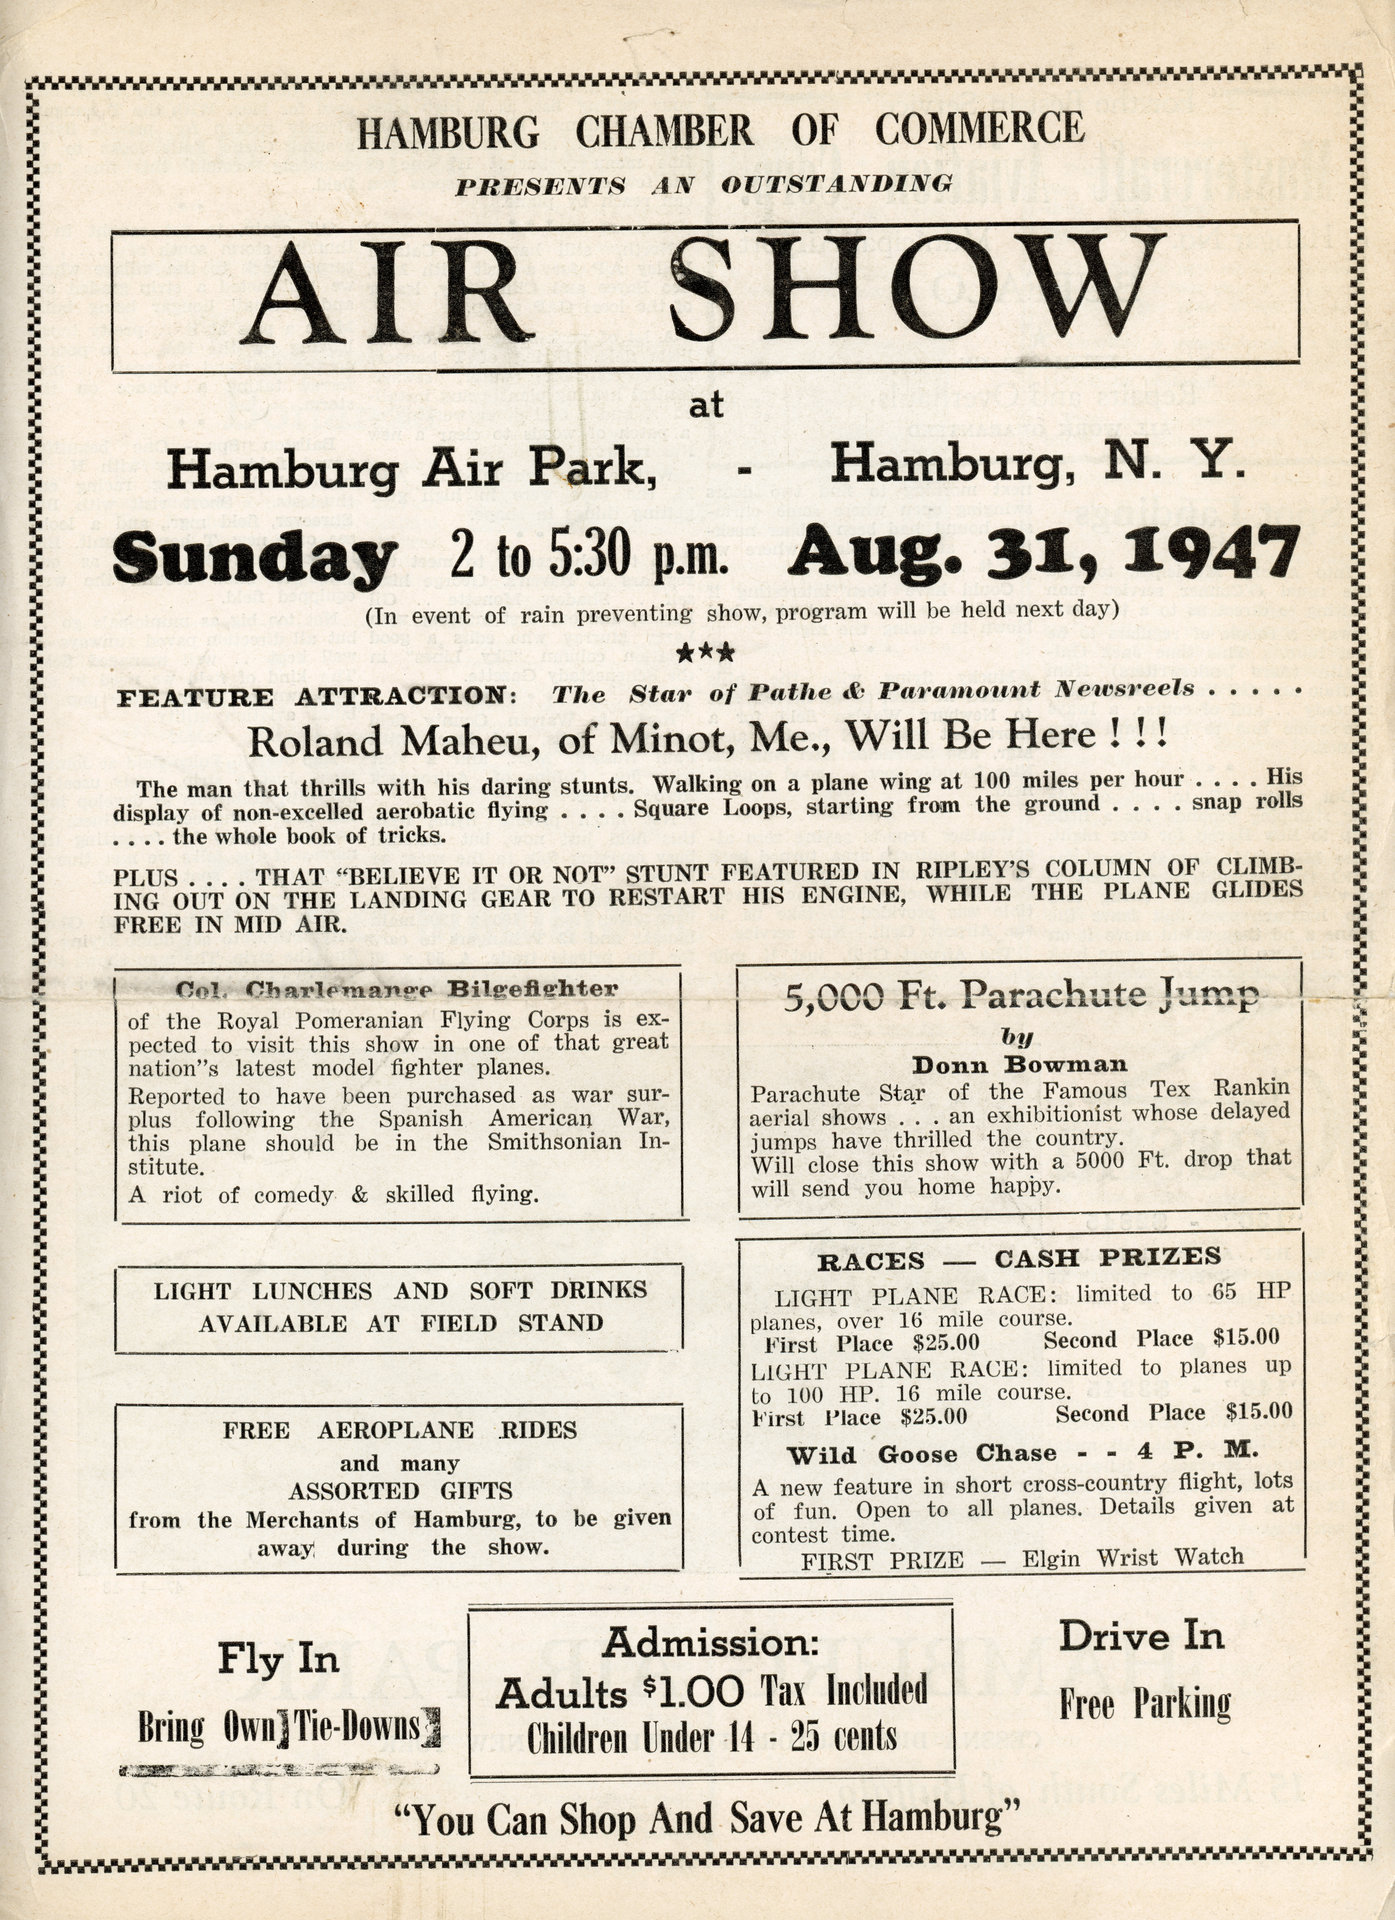 HAMBURG CHAMBER OF COMMERCE
PRESENTS AN OUTSTANDING
AIR SHOW
at
Hamburg Air Park, - Hamburg, N. Y.
Sunday 2 to 5:30 p.m. Aug. 31, 1947
(In event of rain preventing show, program will be held next day)
***
FEATURE ATTRACTION: The Star of Pathe & Paramount Newsreels . . . . .
Roland Maheu, of Minot, Me., Will Be Here ! ! !
The man that thrills with his daring stunts. Walking on a plane wing at 100 miles per hour . . . . His
display of non-excelled aerobatic flying . . . . Square Loops, starting from the ground . . . . snap rolls
. . . . the whole book of tricks.
PLUS . . . . THAT “BELIEVE IT OR NOT” STUNT FEATURED IN RIPLEY'S COLUMN OF CLIMB-
ING OUT ON THE LANDING GEAR TO RESTART HIS ENGINE, WHILE THE PLANE GLIDES
FREE IN MID AIR.
Col. Charlemange Bilgefighter
of the Royal Pomeranian Flying Corps is ex-
pected to visit this show in one of that great
nation"s latest model fighter planes.
Reported to have been purchased as war sur-
plus following the Spanish American War,
this plane should be in the Smithsonian In-
stitute.
A riot of comedy & skilled flying.
LIGHT LUNCHES AND SOFT DRINKS
AVAILABLE AT FIELD STAND
FREE AEROPLANE RIDES
and many
ASSORTED GIFTS
from the Merchants of Hamburg, to be given
away during the show.
5,000 Ft. Parachute Jump
by
Donn Bowman
Parachute Star of the Famous Tex Rankin
aerial shows . . . an exhibitionist whose delayed
jumps have thrilled the country.
Will close this show with a 5000 Ft. drop that
will send you home happy.
RACES — CASH PRIZES
LIGHT PLANE RACE: limited to 65 HP
planes, over 16 mile course.
First Place $25.00 Second Place $15.00
LIGHT PLANE RACE: limited to planes up
to 100 HP. 16 mile course.
First Place $25.00 Second Place $15.00
Wild Goose Chase - - 4 P. M.
A new feature in short cross-country flight, lots
of fun. Open to all planes. Details given at
contest time.
FIRST PRIZE — Elgin Wrist Watch
Fly In
Bring Own Tie-Downs
Admission:
Adults $1.00 Tax Included
Children Under 14 - 25 cents
Drive In
Free Parking
“You Can Shop And Save At Hamburg”